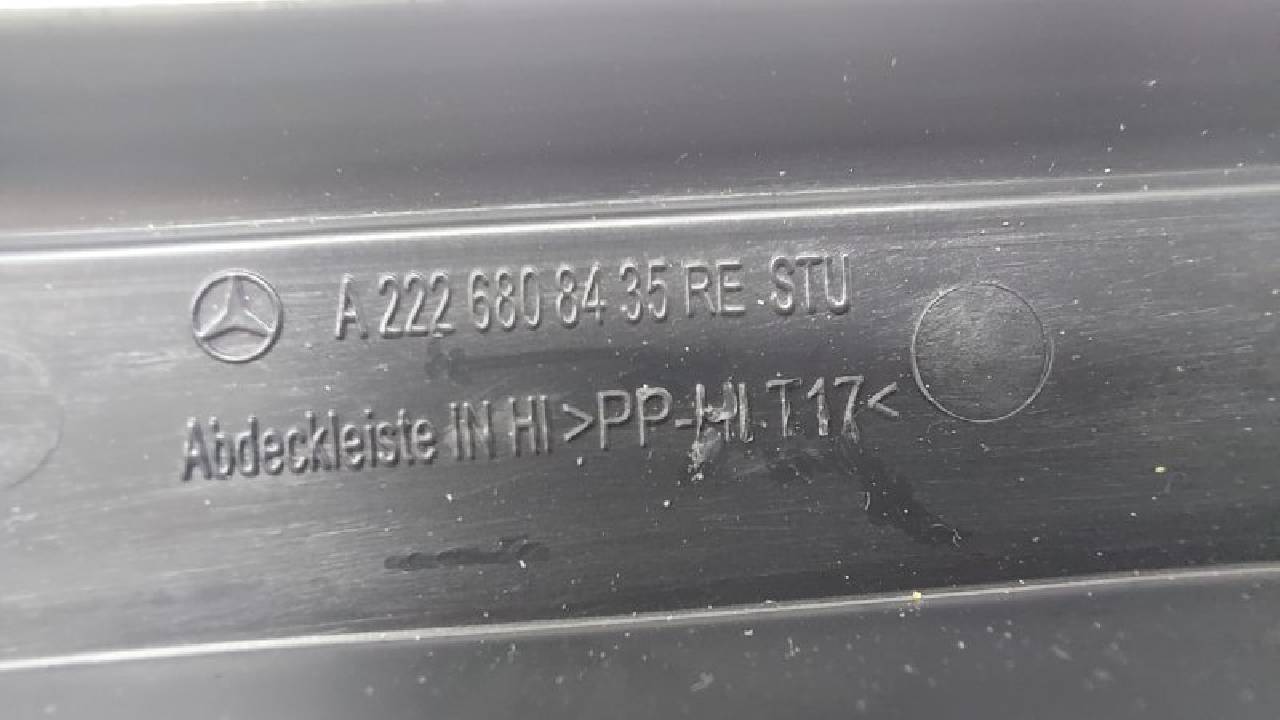 A 222 680 84 35 RE STU
Abdeckleiste IN HI >PP-HI T17<